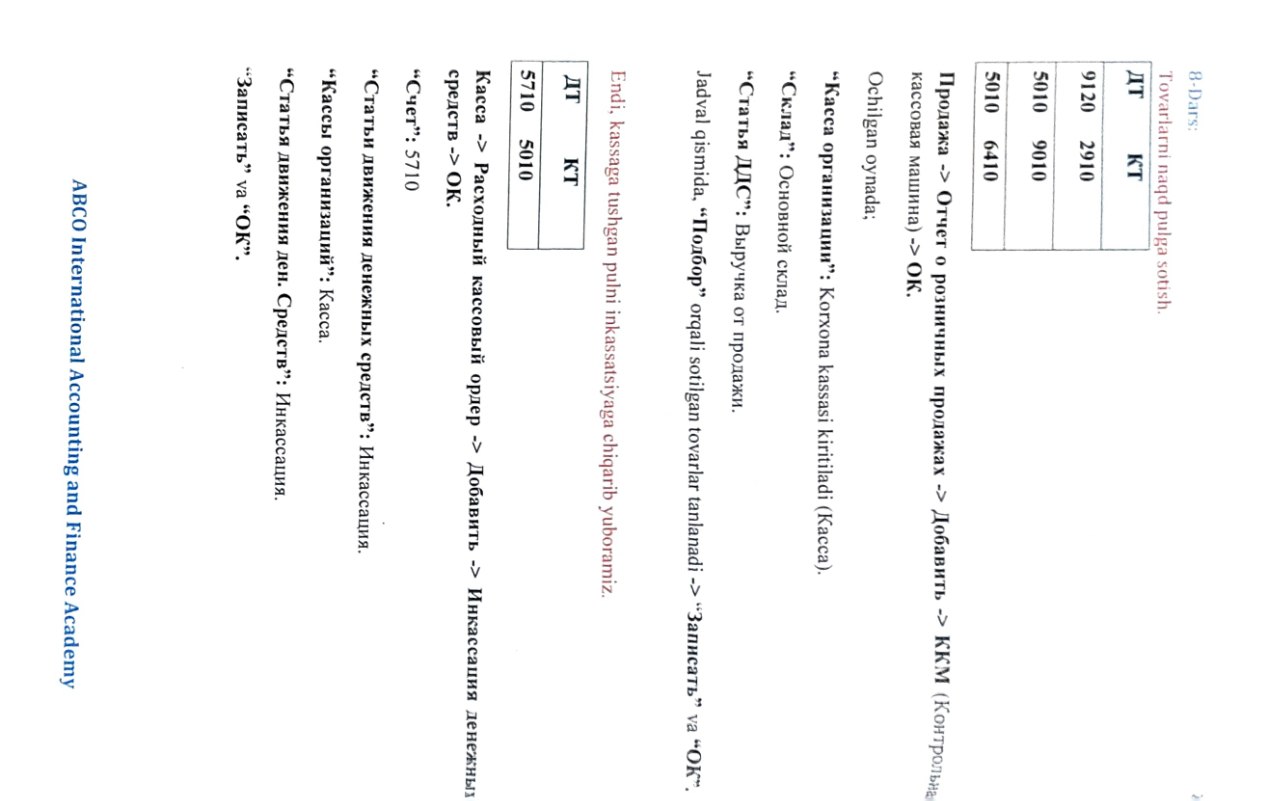 8-Dars:
Tovarlarni naqd pulga sotish.
ДТ КТ
9120 2910
5010 9010
5010 6410
Продажа -> Отчет о розничных продажах -> Добавить -> ККМ (Контрольная
кассовая машина) -> ОК.
Ochilgan oynada;
“Касса организации”: Korxona kassasi kiritiladi (Касса).
“Склад”: Основной склад.
“Статья ДДС”: Выручка от продажи.
Jadval qismida, “Подбор” orqali sotilgan tovarlar tanlanadi -> “Записать” va “ОК”.
Endi, kassaga tushgan pulni inkassatsiyaga chiqarib yuboramiz.
ДТ КТ
5710 5010
Касса -> Расходный кассовый ордер -> Добавить -> Инкассация денежных
средств -> ОК.
“Счет”: 5710
“Статьи движения денежных средств”: Инкассация.
“Кассы организаций”: Касса.
“Статья движения ден. Средств”: Инкассация.
“Записать” va “ОК”.
ABCO International Accounting and Finance Academy